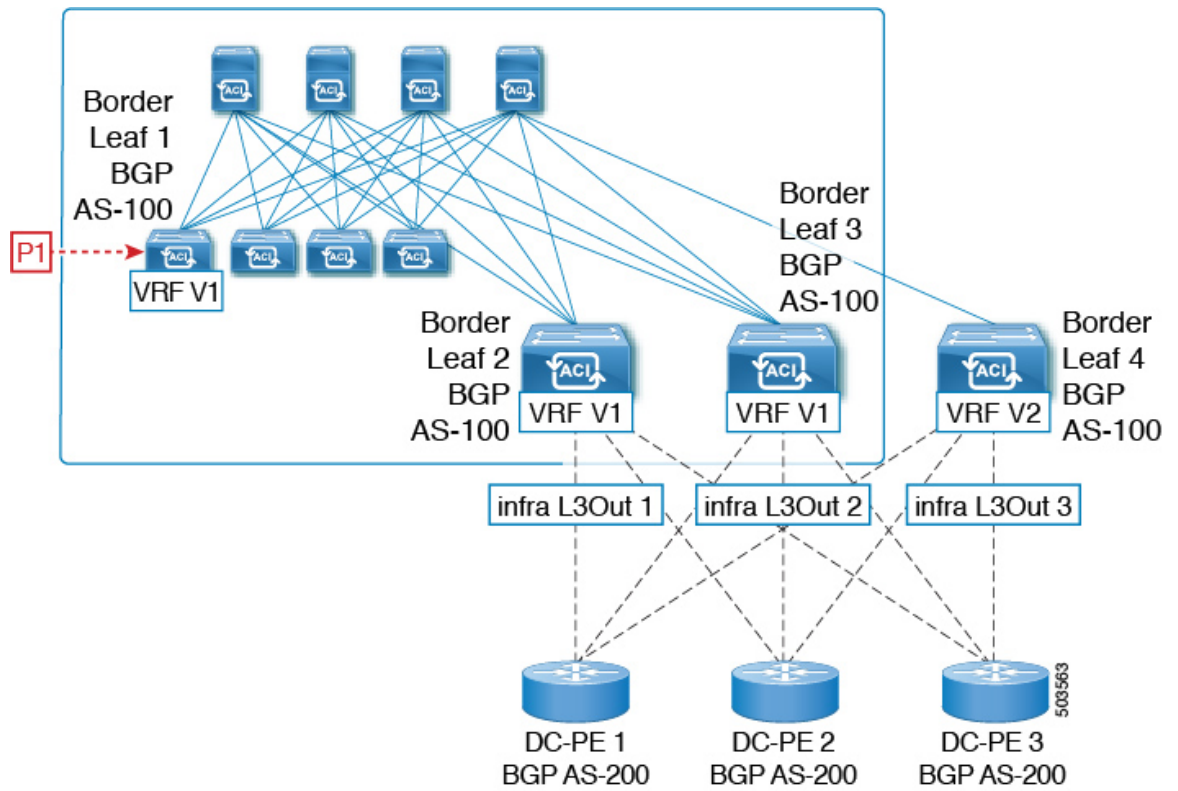 ACI
ACI
ACI
ACI
Border
Leaf 1
BGP
AS-100
P1
ACI
ACI
ACI
ACI
VRF V1
Border
Leaf 3
BGP
AS-100
Border
Leaf 2
BGP
AS-100
ACI
VRF V1
ACI
VRF V1
ACI
VRF V2
Border
Leaf 4
BGP
AS-100
infra L3Out 1
infra L3Out 2
infra L3Out 3
503563
DC-PE 1
BGP AS-200
DC-PE 2
BGP AS-200
DC-PE 3
BGP AS-200